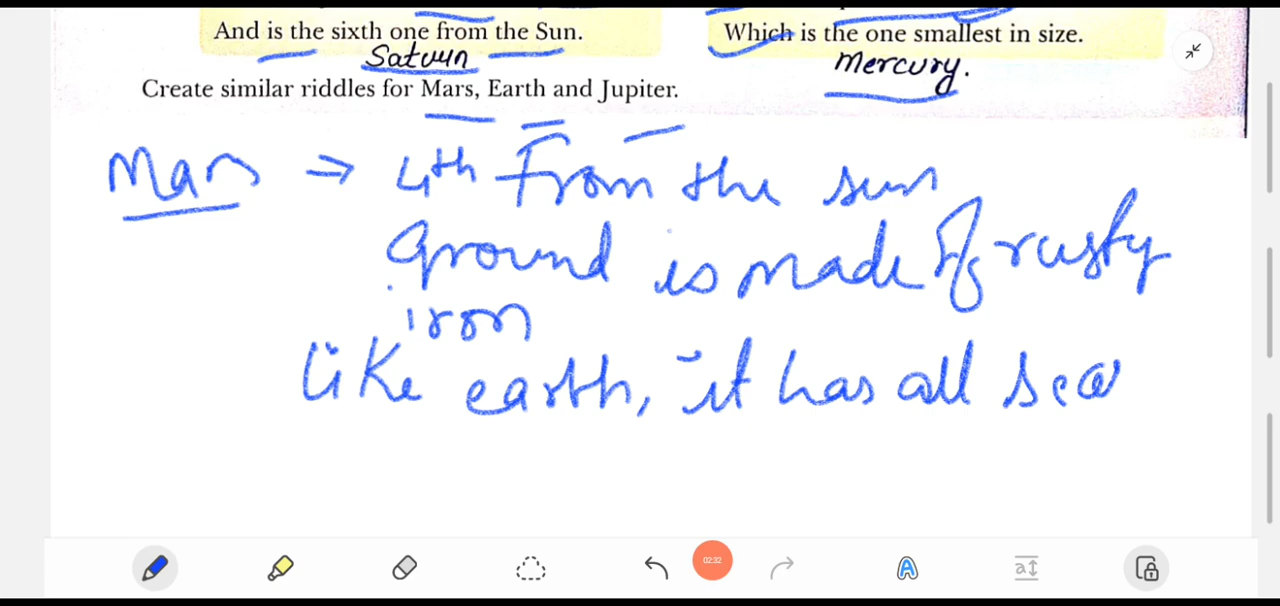 And is the sixth one from the Sun.
Which is the one smallest in size.
Saturn
mercury.
Create similar riddles for Mars, Earth and Jupiter.
Mars ⇒ 4th From the sun
Ground is made of rusty
iron
like earth, it has all sea
02:32
A
a